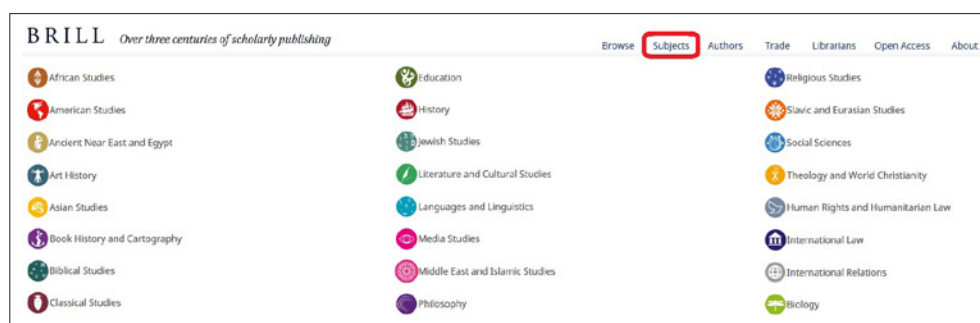 BRILL Over three centuries of scholarly publishing
Browse Subjects Authors Trade Librarians Open Access About
African Studies
American Studies
Ancient Near East and Egypt
Art History
Asian Studies
Book History and Cartography
Biblical Studies
Classical Studies
Education
History
Jewish Studies
Literature and Cultural Studies
Languages and Linguistics
Media Studies
Middle East and Islamic Studies
Philosophy
Religious Studies
Slavic and Eurasian Studies
Social Sciences
Theology and World Christianity
Human Rights and Humanitarian Law
International Law
International Relations
Biology